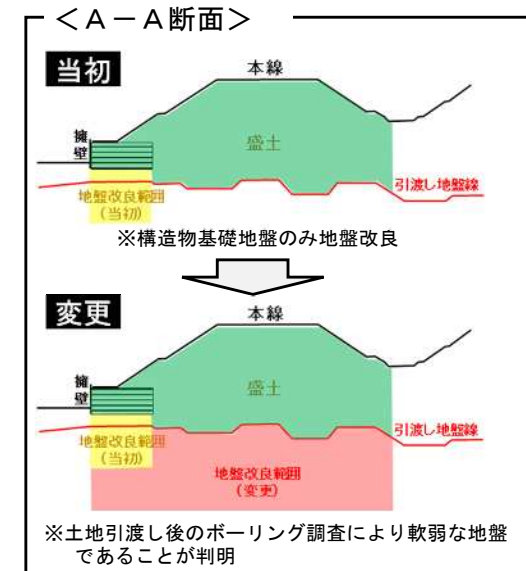 <A－A断面>
当初
本線
擁
壁
盛土
引渡し地盤線
地盤改良範囲
(当初)
※構造物基礎地盤のみ地盤改良
変更
本線
擁
壁
盛土
引渡し地盤線
地盤改良範囲
(当初)
地盤改良範囲
(変更)
※土地引渡し後のボーリング調査により軟弱な地盤
であることが判明